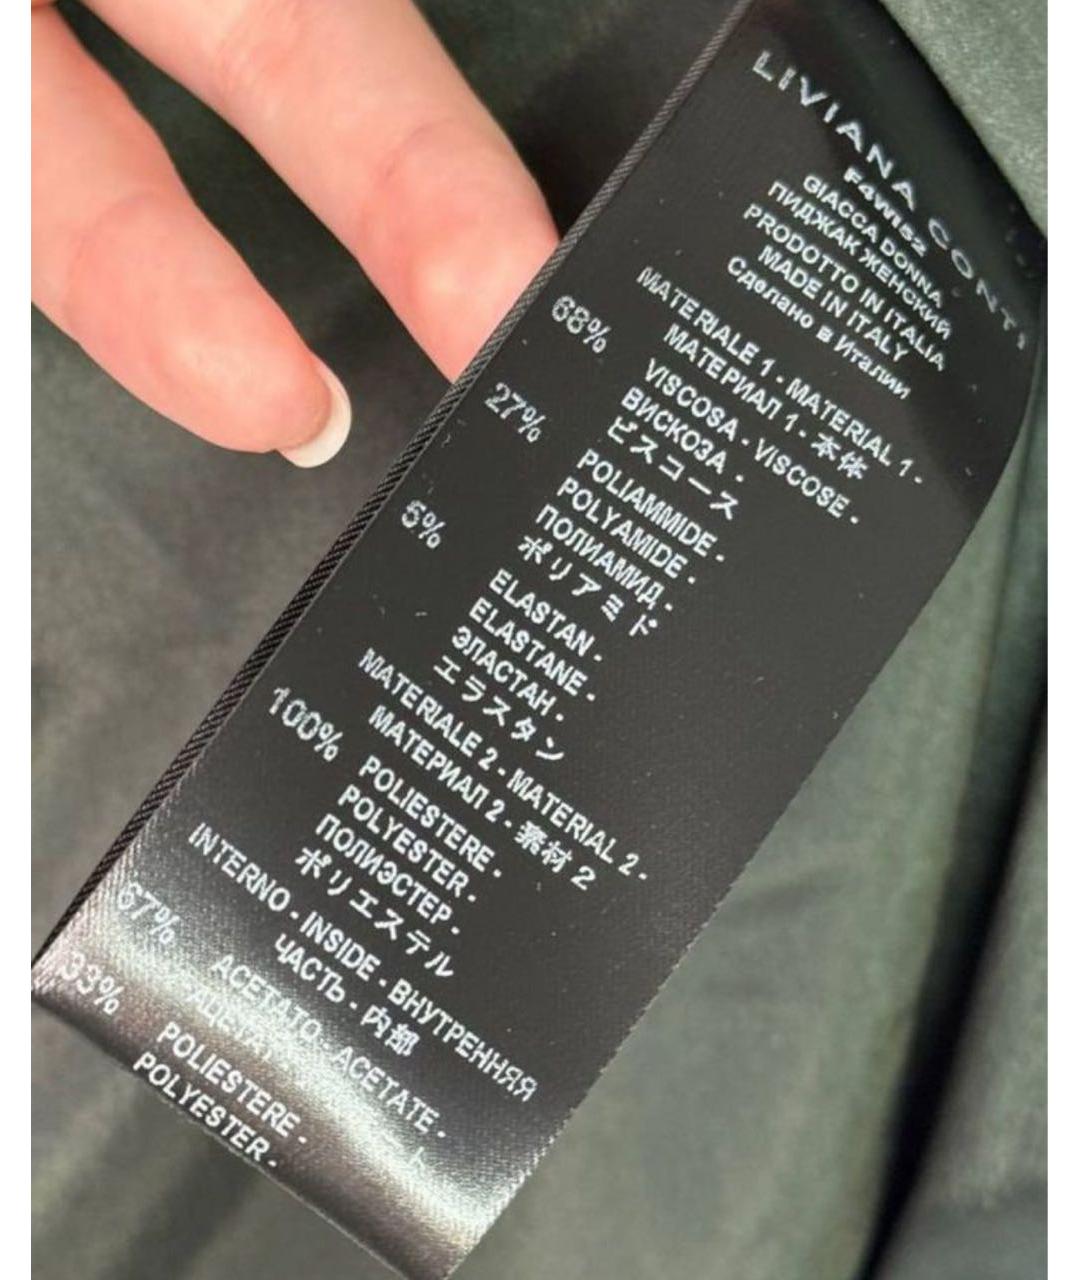 LIVIANA CONTI
F4WI52
GIACCA DONNA
ПИДЖАК ЖЕНСКИЙ
PRODOTTO IN ITALIA
MADE IN ITALY
Сделано в Италии
MATERIALE 1 - MATERIAL 1 -
МАТЕРИАЛ 1 - 本体
68% VISCOSA - VISCOSE -
ВИСКОЗА -
ビスコース
27% POLIAMMIDE -
POLYAMIDE -
ПОЛИАМИД -
ポリアミド
5% ELASTAN -
ELASTANE -
ЭЛАСТАН -
エラスタン
MATERIALE 2 - MATERIAL 2 -
МАТЕРИАЛ 2 - 素材 2
100% POLIESTERE -
POLYESTER -
ПОЛИЭСТЕР -
ポリエステル
INTERNO - INSIDE - ВНУТРЕННЯЯ
ЧАСТЬ - 内部
67% ACETATO - ACETATE -
33% POLIESTERE -
POLYESTER -